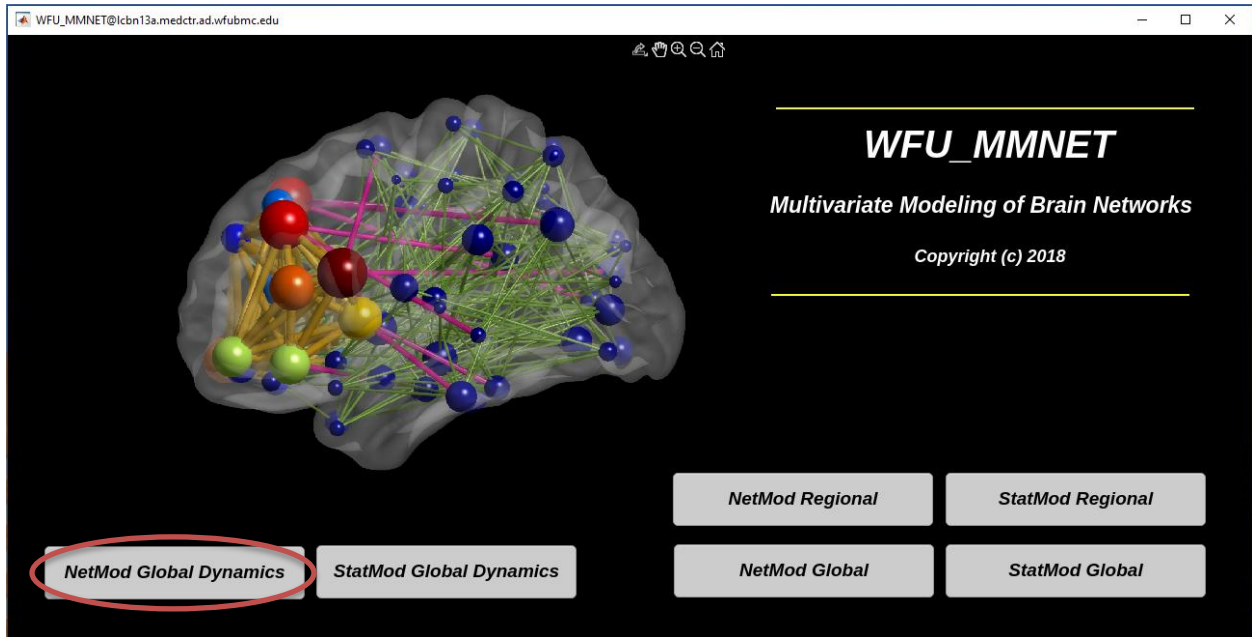 WFU_MMNET@lcbn13a.medctr.ad.wfubmc.edu
WFU_MMNET
Multivariate Modeling of Brain Networks
Copyright (c) 2018
NetMod Regional
StatMod Regional
NetMod Global Dynamics
StatMod Global Dynamics
NetMod Global
StatMod Global